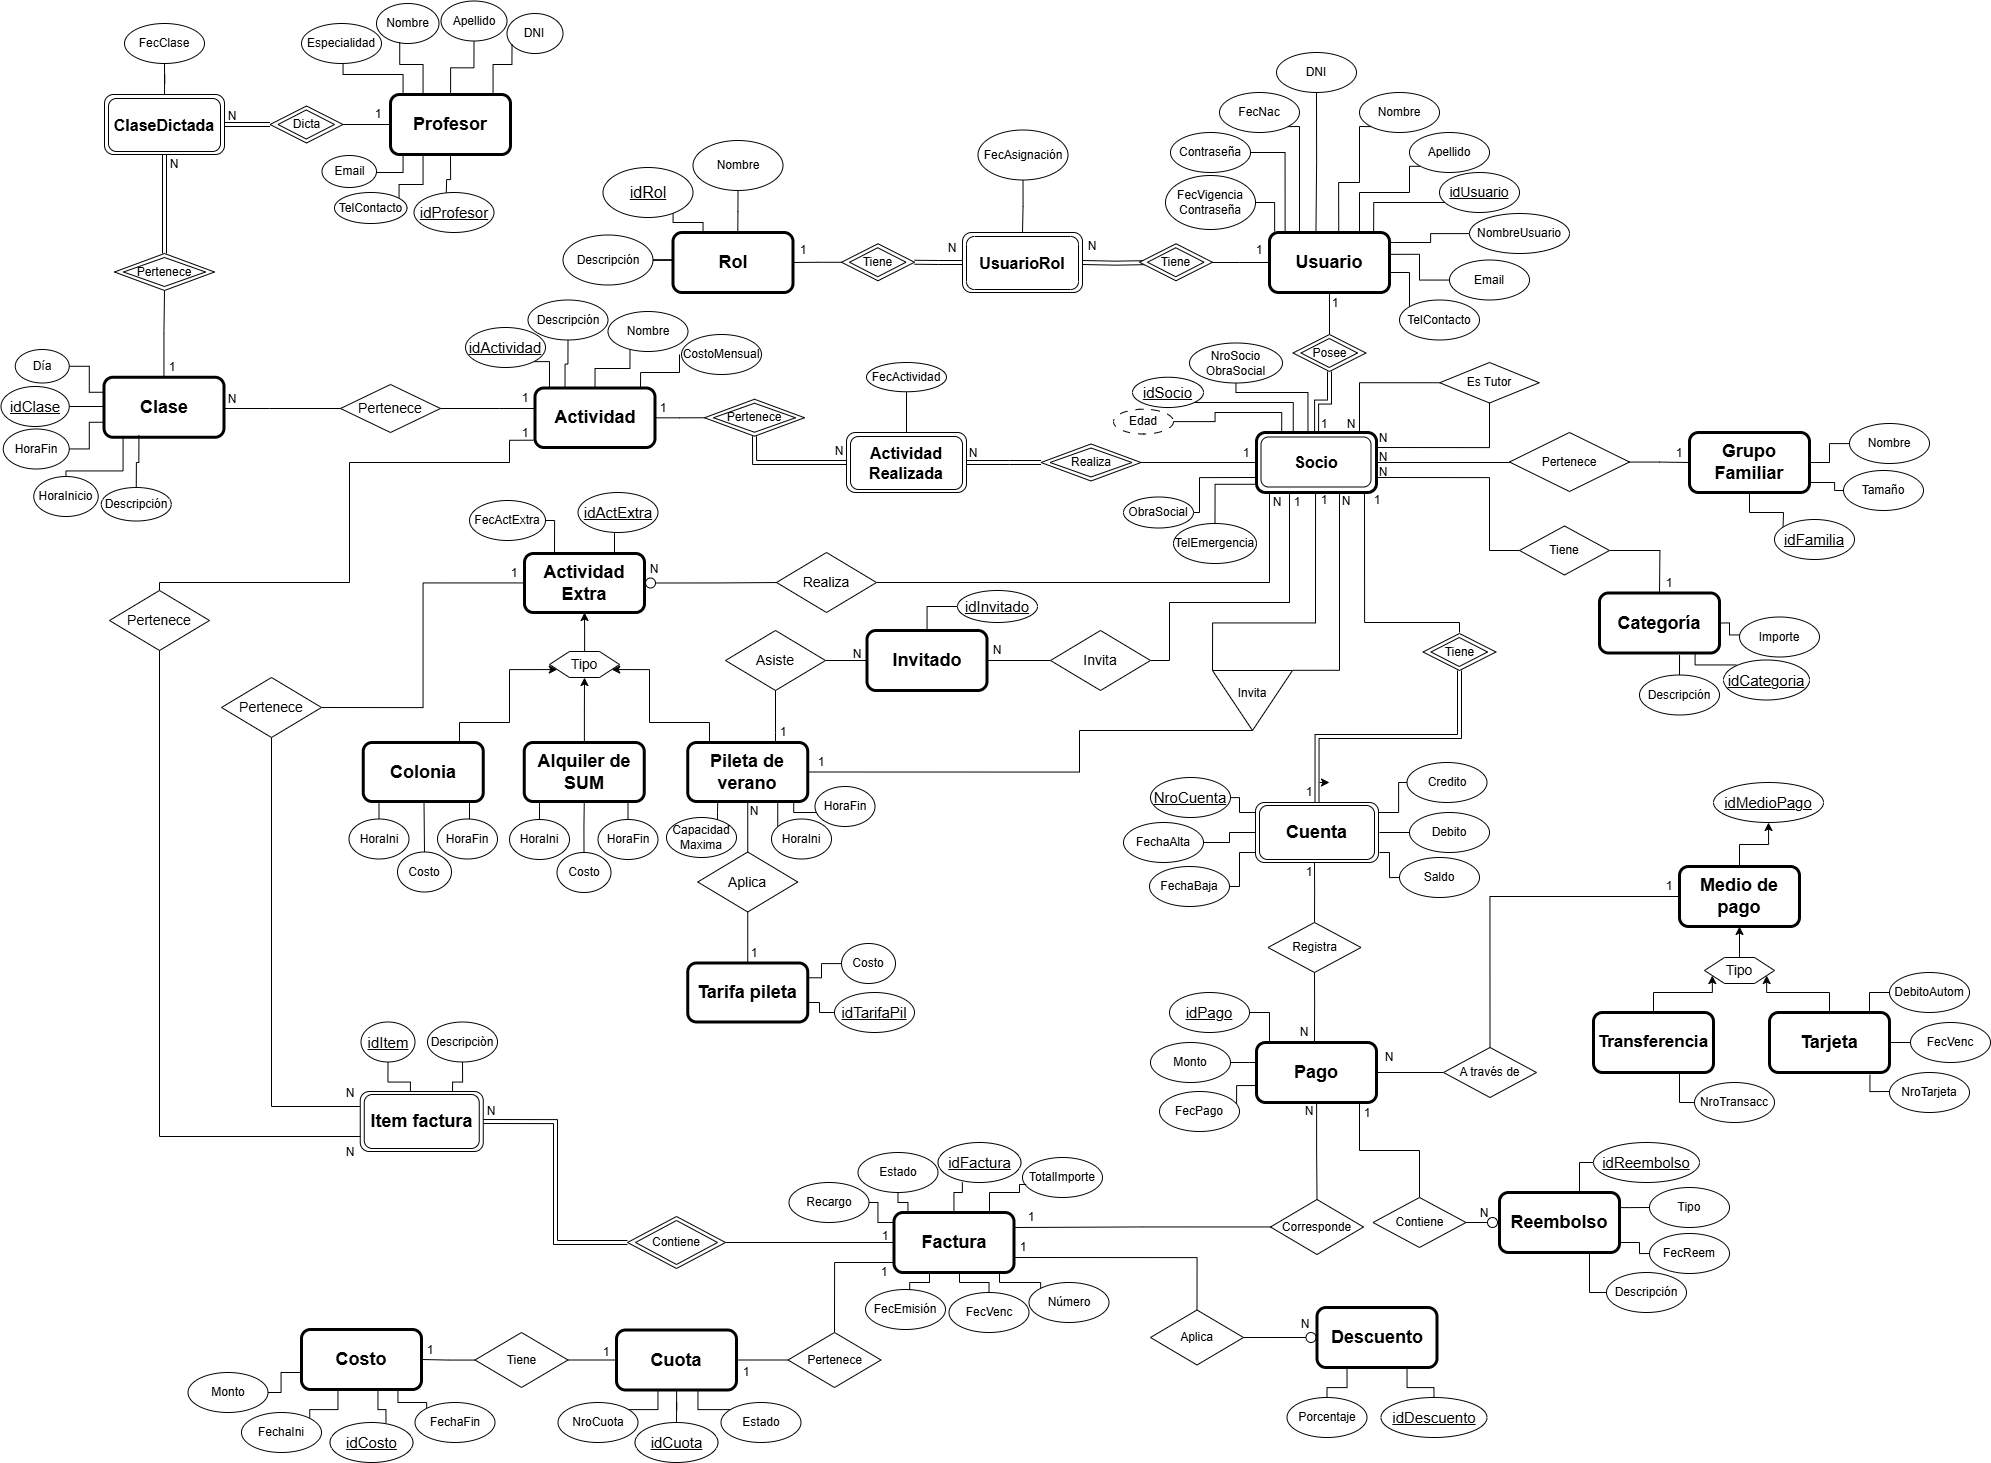 FecClase
Especialidad
Nombre
Apellido
DNI
ClaseDictada
N
Dicta
1
Profesor
N
Email
TelContacto
idProfesor
Pertenece
1
DNI
FecNac
Nombre
Contraseña
Apellido
FecVigencia
Contraseña
idUsuario
NombreUsuario
Email
TelContacto
Usuario
1
1
FecAsignación
Nombre
idRol
Descripción
Rol
1
Tiene
N
UsuarioRol
N
Tiene
Posee
Día
idClase
HoraFin
HoraInicio
Descripción
Clase
N
Pertenece
1
1
idActividad
Descripción
Nombre
CostoMensual
Actividad
1
Pertenece
FecActividad
N
Actividad
Realizada
N
Realiza
1
NroSocio
ObraSocial
idSocio
Edad
1
N
Socio
N
N
N
Es Tutor
Pertenece
1
Grupo
Familiar
Nombre
Tamaño
idFamilia
ObraSocial
TelEmergencia
N
1
1
N
1
Tiene
1
Categoría
Importe
idCategoria
Descripción
FecActExtra
idActExtra
1
Actividad
Extra
N
Realiza
Pertenece
Tipo
Asiste
N
idInvitado
Invitado
N
Invita
Invita
Tiene
Pertenece
Colonia
Alquiler de
SUM
1
Pileta de
verano
1
HoraIni
HoraFin
Costo
HoraIni
HoraFin
Costo
Capacidad
Maxima
N
HoraIni
HoraFin
Aplica
1
Tarifa pileta
Costo
idTarifaPil
NroCuenta
FechaAlta
FechaBaja
1
Cuenta
1
Credito
Debito
Saldo
Registra
idMedioPago
1
Medio de
pago
Tipo
Transferencia
Tarjeta
DebitoAutom
FecVenc
NroTarjeta
NroTransacc
idPago
Monto
FecPago
N
Pago
N
N
1
A través de
idItem
Descripciòn
N
Item factura
N
N
Contiene
Recargo
Estado
idFactura
TotalImporte
1
Factura
1
1
1
FecEmisión
FecVenc
Número
Corresponde
Contiene
N
Reembolso
idReembolso
Tipo
FecReem
Descripción
Aplica
N
Descuento
Porcentaje
idDescuento
Costo
1
Tiene
1
Cuota
1
Pertenece
Monto
FechaIni
idCosto
FechaFin
NroCuota
idCuota
Estado